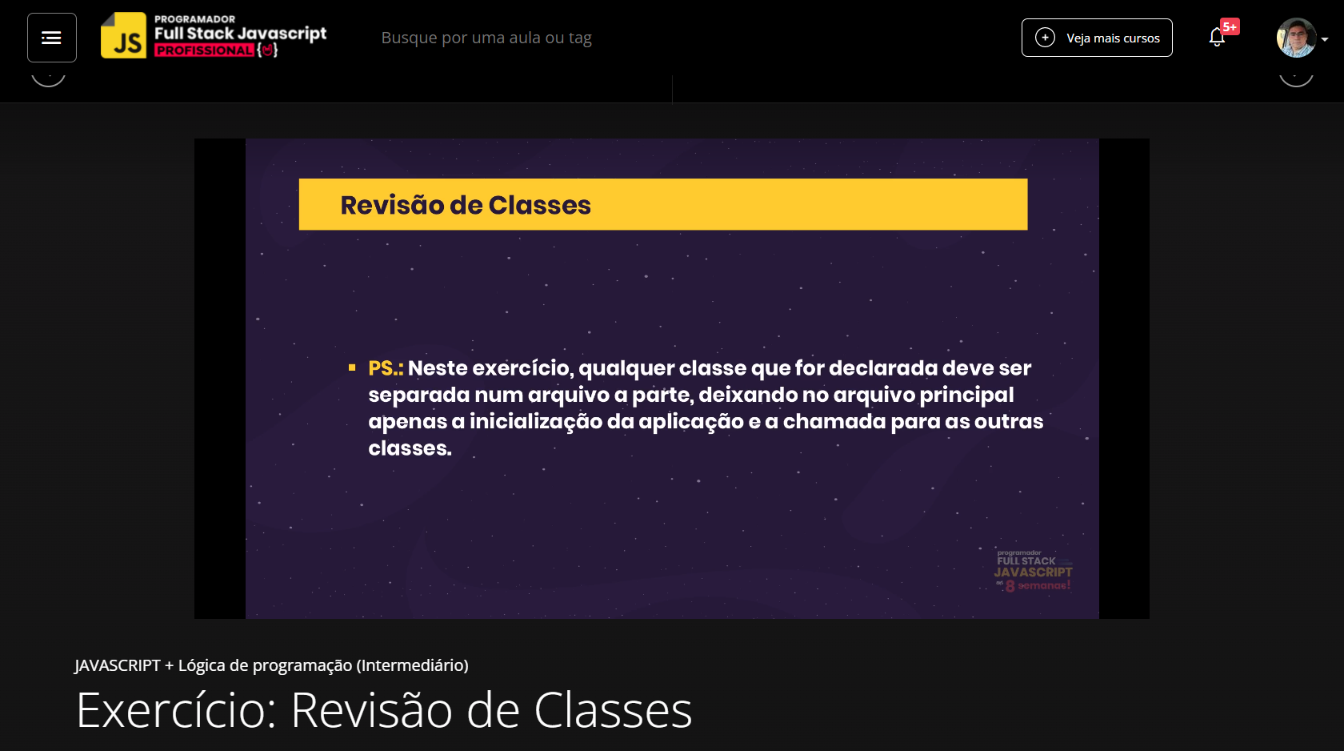 JS
PROGRAMADOR
Full Stack Javascript
PROFISSIONAL {
}
Busque por uma aula ou tag
Veja mais cursos
5+
Revisão de Classes
PS.: Neste exercício, qualquer classe que for declarada deve ser
separada num arquivo a parte, deixando no arquivo principal
apenas a inicialização da aplicação e a chamada para as outras
classes.
programador
FULL STACK
JAVASCRIPT
8 semanas!
JAVASCRIPT + Lógica de programação (Intermediário)
Exercício: Revisão de Classes